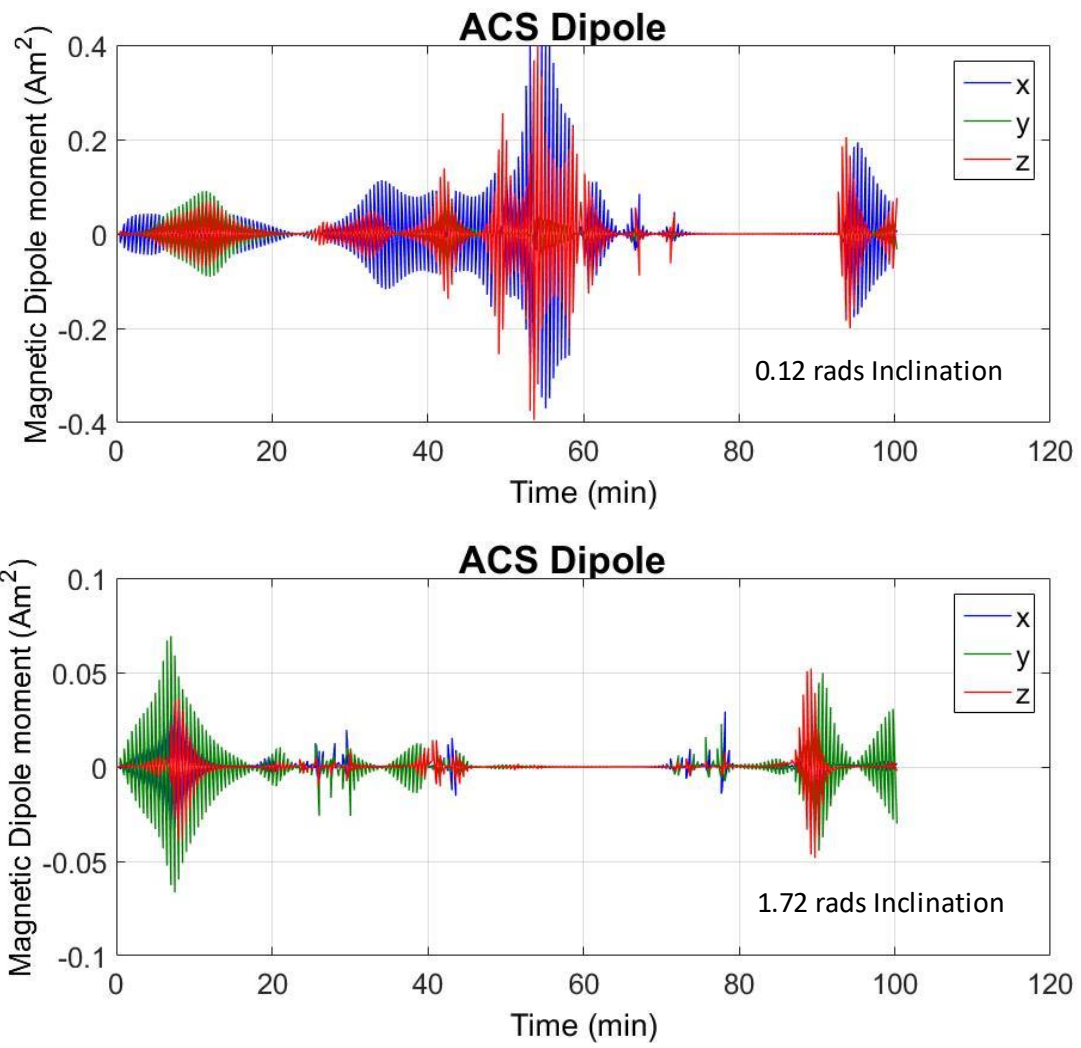 ACS Dipole
Magnetic Dipole moment (Am²)
0.4
0.2
0
-0.2
-0.4
x
y
z
0.12 rads Inclination
0 20 40 60 80 100 120
Time (min)
ACS Dipole
Magnetic Dipole moment (Am²)
0.1
0.05
0
-0.05
-0.1
x
y
z
1.72 rads Inclination
0 20 40 60 80 100 120
Time (min)